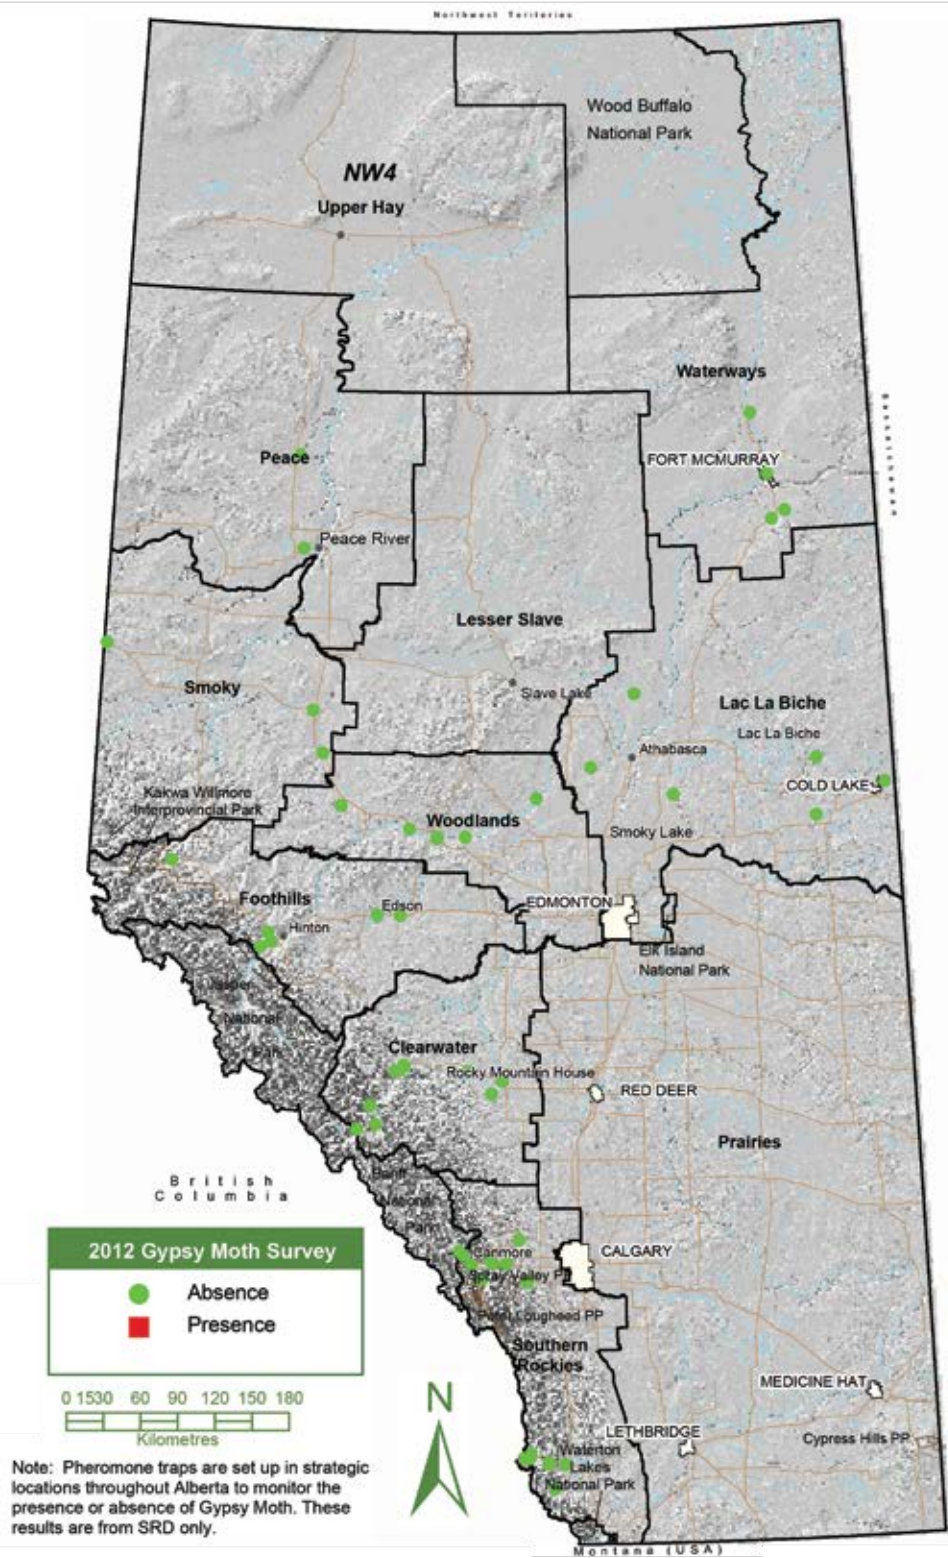 Northwest Territories
Wood Buffalo
National Park
NW4
Upper Hay
Waterways
Saskatchewan
Peace
FORT MCMURRAY
Peace River
Lesser Slave
Smoky
Slave Lake
Lac La Biche
Lac La Biche
Athabasca
COLD LAKE
Kakwa Willmore
Interprovincial Park
Woodlands
Smoky Lake
Foothills
Edson
EDMONTON
Hinton
Elk Island
National Park
Jasper
National
Park
Clearwater
Rocky Mountain House
RED DEER
Prairies
British
Columbia
Banff
National
Park
Canmore
CALGARY
Spray Valley PP
Peter Lougheed PP
Southern
Rockies
MEDICINE HAT
LETHBRIDGE
Cypress Hills PP
Waterton
Lakes
National Park
2012 Gypsy Moth Survey
Absence
Presence
0 1530 60 90 120 150 180
Kilometres
N
Note: Pheromone traps are set up in strategic
locations throughout Alberta to monitor the
presence or absence of Gypsy Moth. These
results are from SRD only.
Montana (USA)